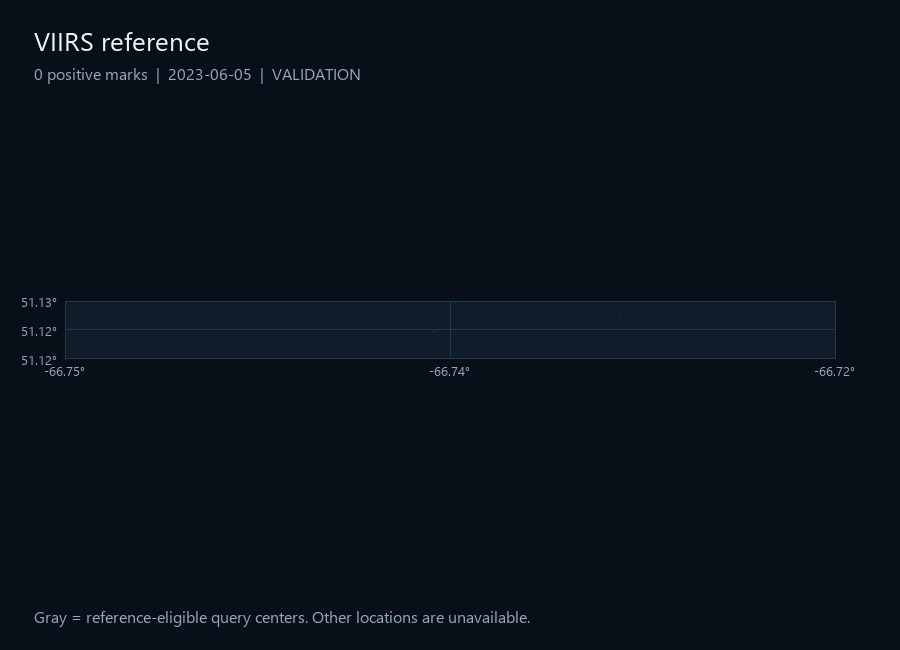 VIIRS reference
0 positive marks | 2023-06-05 | VALIDATION
51.13°
51.12°
51.12°
-66.75°
-66.74°
-66.72°
Gray = reference-eligible query centers. Other locations are unavailable.